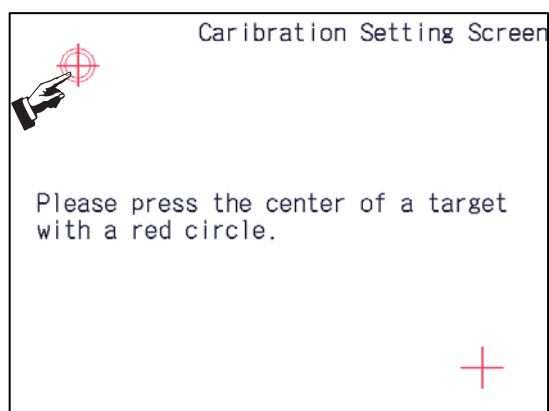 Caribration Setting Screen
Please press the center of a target
with a red circle.